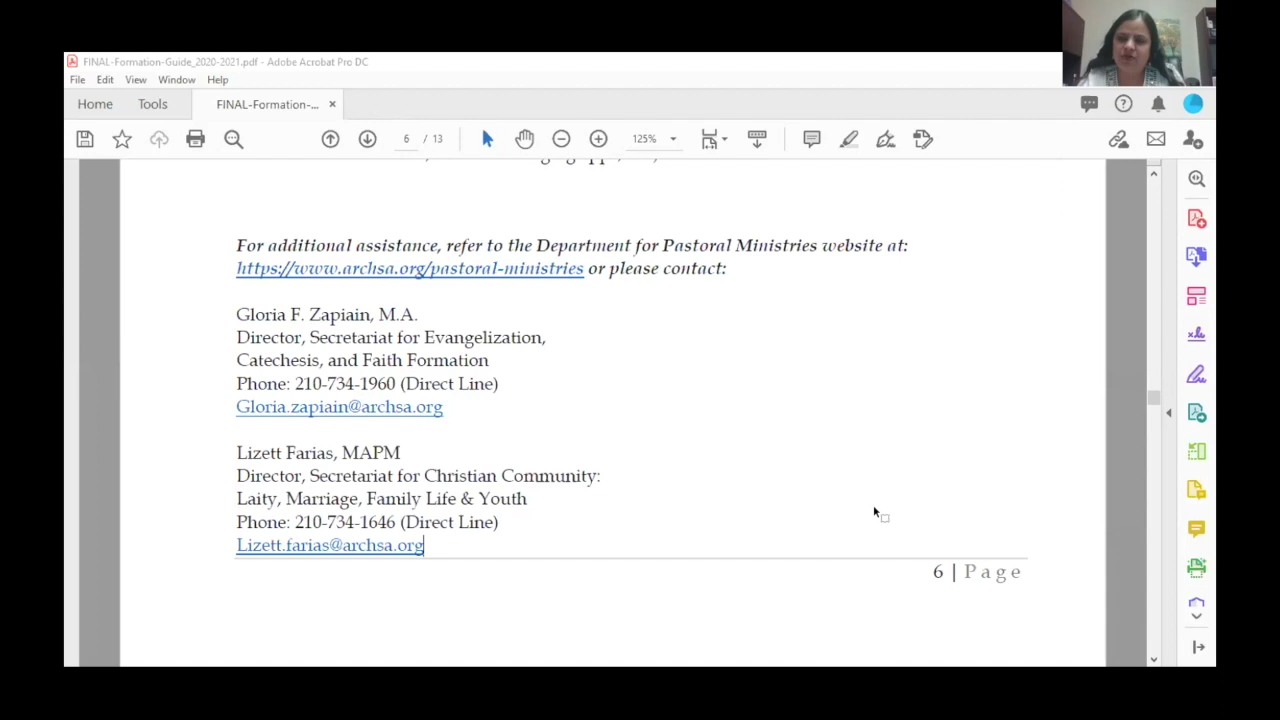 FINAL-Formation-Guide_2020-2021.pdf - Adobe Acrobat Pro DC
File Edit View Window Help
Home Tools FINAL-Formation-... ×
6 / 13 125%
For additional assistance, refer to the Department for Pastoral Ministries website at:
https://www.archsa.org/pastoral-ministries or please contact:
Gloria F. Zapiain, M.A.
Director, Secretariat for Evangelization,
Catechesis, and Faith Formation
Phone: 210-734-1960 (Direct Line)
Gloria.zapiain@archsa.org
Lizett Farias, MAPM
Director, Secretariat for Christian Community:
Laity, Marriage, Family Life & Youth
Phone: 210-734-1646 (Direct Line)
Lizett.farias@archsa.org
6 | Page